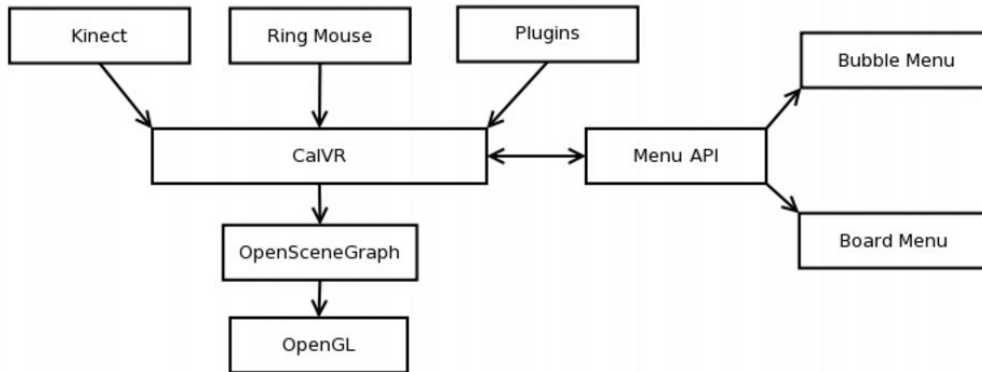 Kinect
Ring Mouse
Plugins
Bubble Menu
CalVR
Menu API
Board Menu
OpenSceneGraph
OpenGL